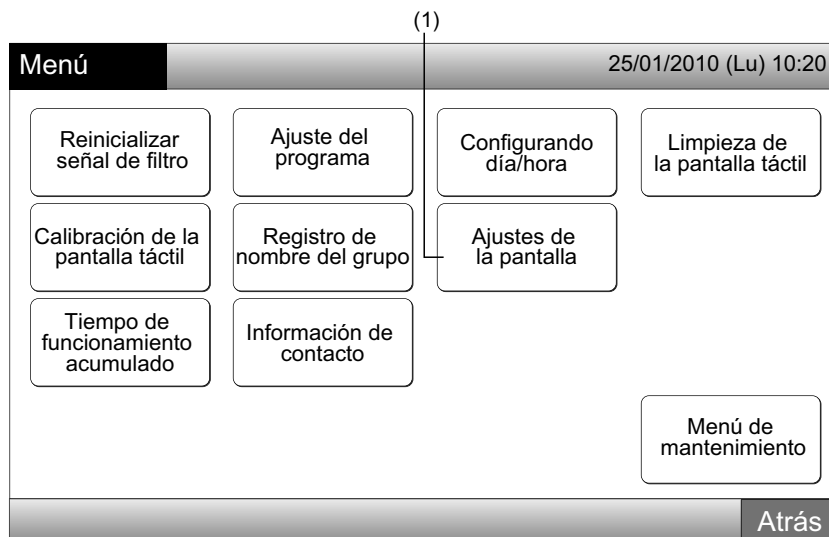 (1)
Menú
25/01/2010 (Lu) 10:20
Reinicializar
señal de filtro
Ajuste del
programa
Configurando
día/hora
Limpieza de
la pantalla táctil
Calibración de la
pantalla táctil
Registro de
nombre del grupo
Ajustes de
la pantalla
Tiempo de
funcionamiento
acumulado
Información de
contacto
Menú de
mantenimiento
Atrás